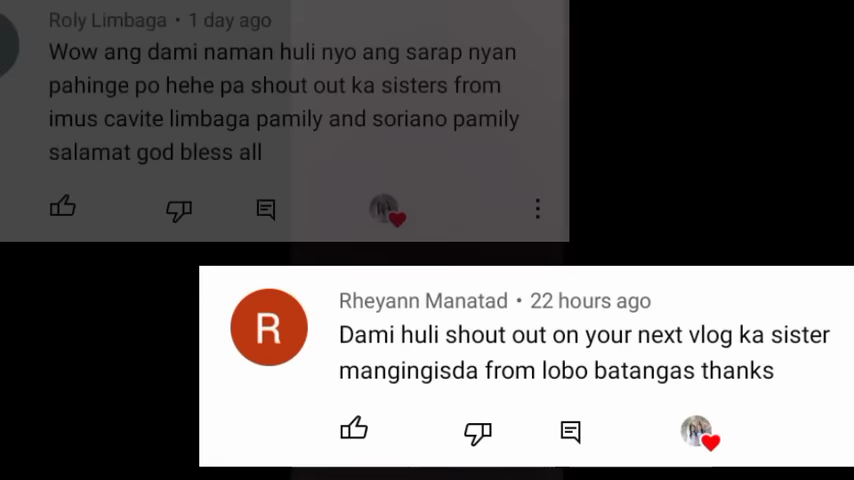 Roly Limbaga • 1 day ago
Wow ang dami naman huli nyo ang sarap nyan
pahinge po hehe pa shout out ka sisters from
imus cavite limbaga pamily and soriano pamily
salamat god bless all
R
Rheyann Manatad • 22 hours ago
Dami huli shout out on your next vlog ka sister
mangingisda from lobo batangas thanks